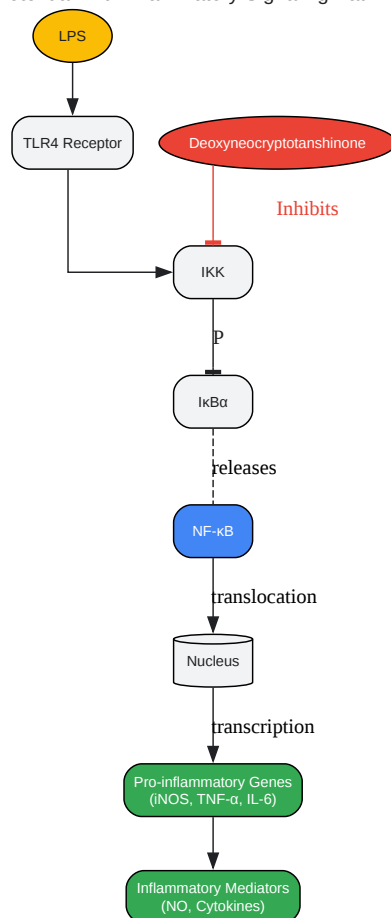 LPS
TLR4 Receptor
Deoxyneocryptotanshinone
Inhibits
IKK
P
IκBα
releases
NF-κB
translocation
Nucleus
transcription
Pro-inflammatory Genes
(iNOS, TNF-α, IL-6)
Inflammatory Mediators
(NO, Cytokines)